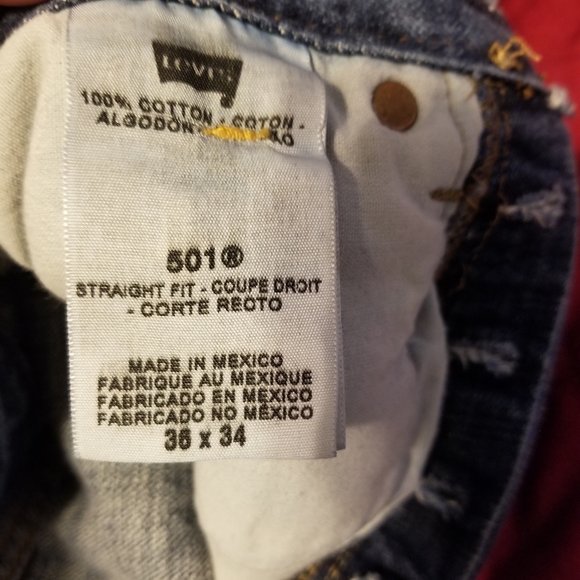 LEVI'S
®
100% COTTON - COTON -
ALGODÓN
501®
STRAIGHT FIT - COUPE DROIT
- CORTE RECTO
MADE IN MEXICO
FABRIQUE AU MEXIQUE
FABRICADO EN MEXICO
FABRICADO NO MÉXICO
36 x 34